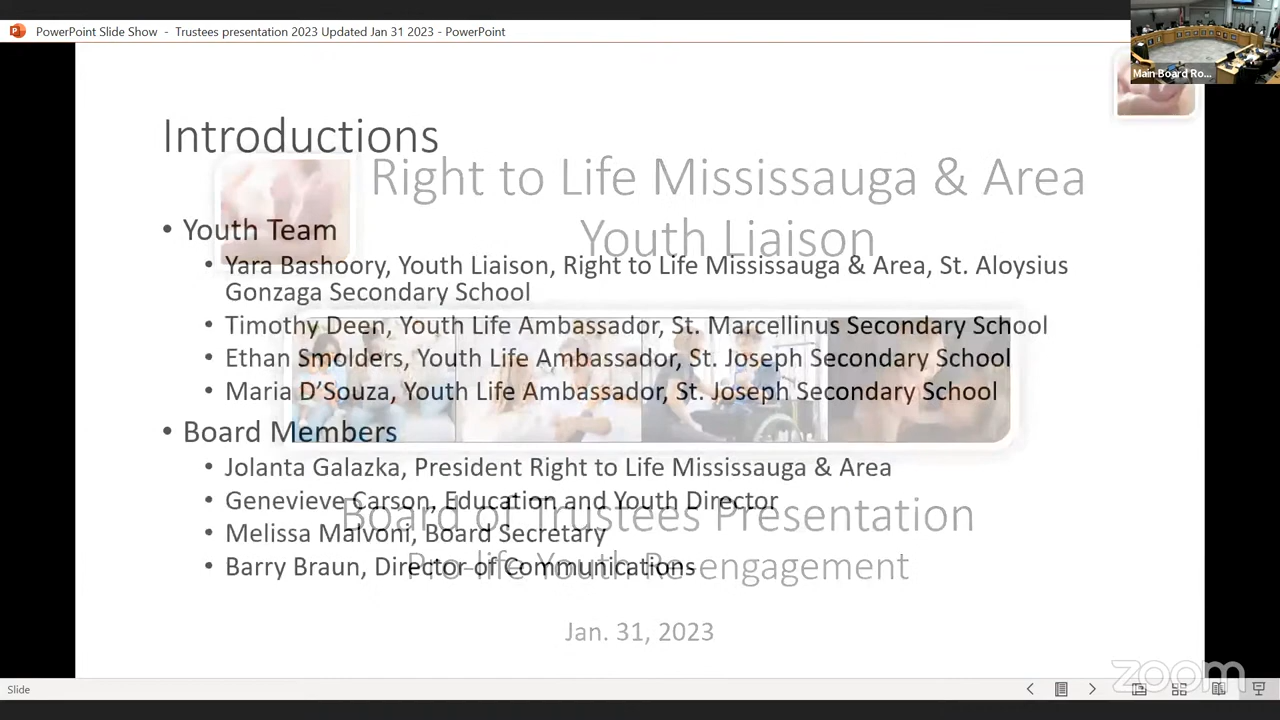 PowerPoint Slide Show - Trustees presentation 2023 Updated Jan 31 2023 - PowerPoint
Main Board Ro...
Introductions
Right to Life Mississauga & Area
Youth Liaison
• Youth Team
• Yara Bashoory, Youth Liaison, Right to Life Mississauga & Area, St. Aloysius
Gonzaga Secondary School
• Timothy Deen, Youth Life Ambassador, St. Marcellinus Secondary School
• Ethan Smolders, Youth Life Ambassador, St. Joseph Secondary School
• Maria D’Souza, Youth Life Ambassador, St. Joseph Secondary School
• Board Members
• Jolanta Galazka, President Right to Life Mississauga & Area
• Genevieve Carson, Education and Youth Director
• Melissa Malvoni, Board Secretary
• Barry Braun, Director of Communications
Board of Trustees Presentation
Pro-life Youth Re-engagement
Jan. 31, 2023
zoom
Slide